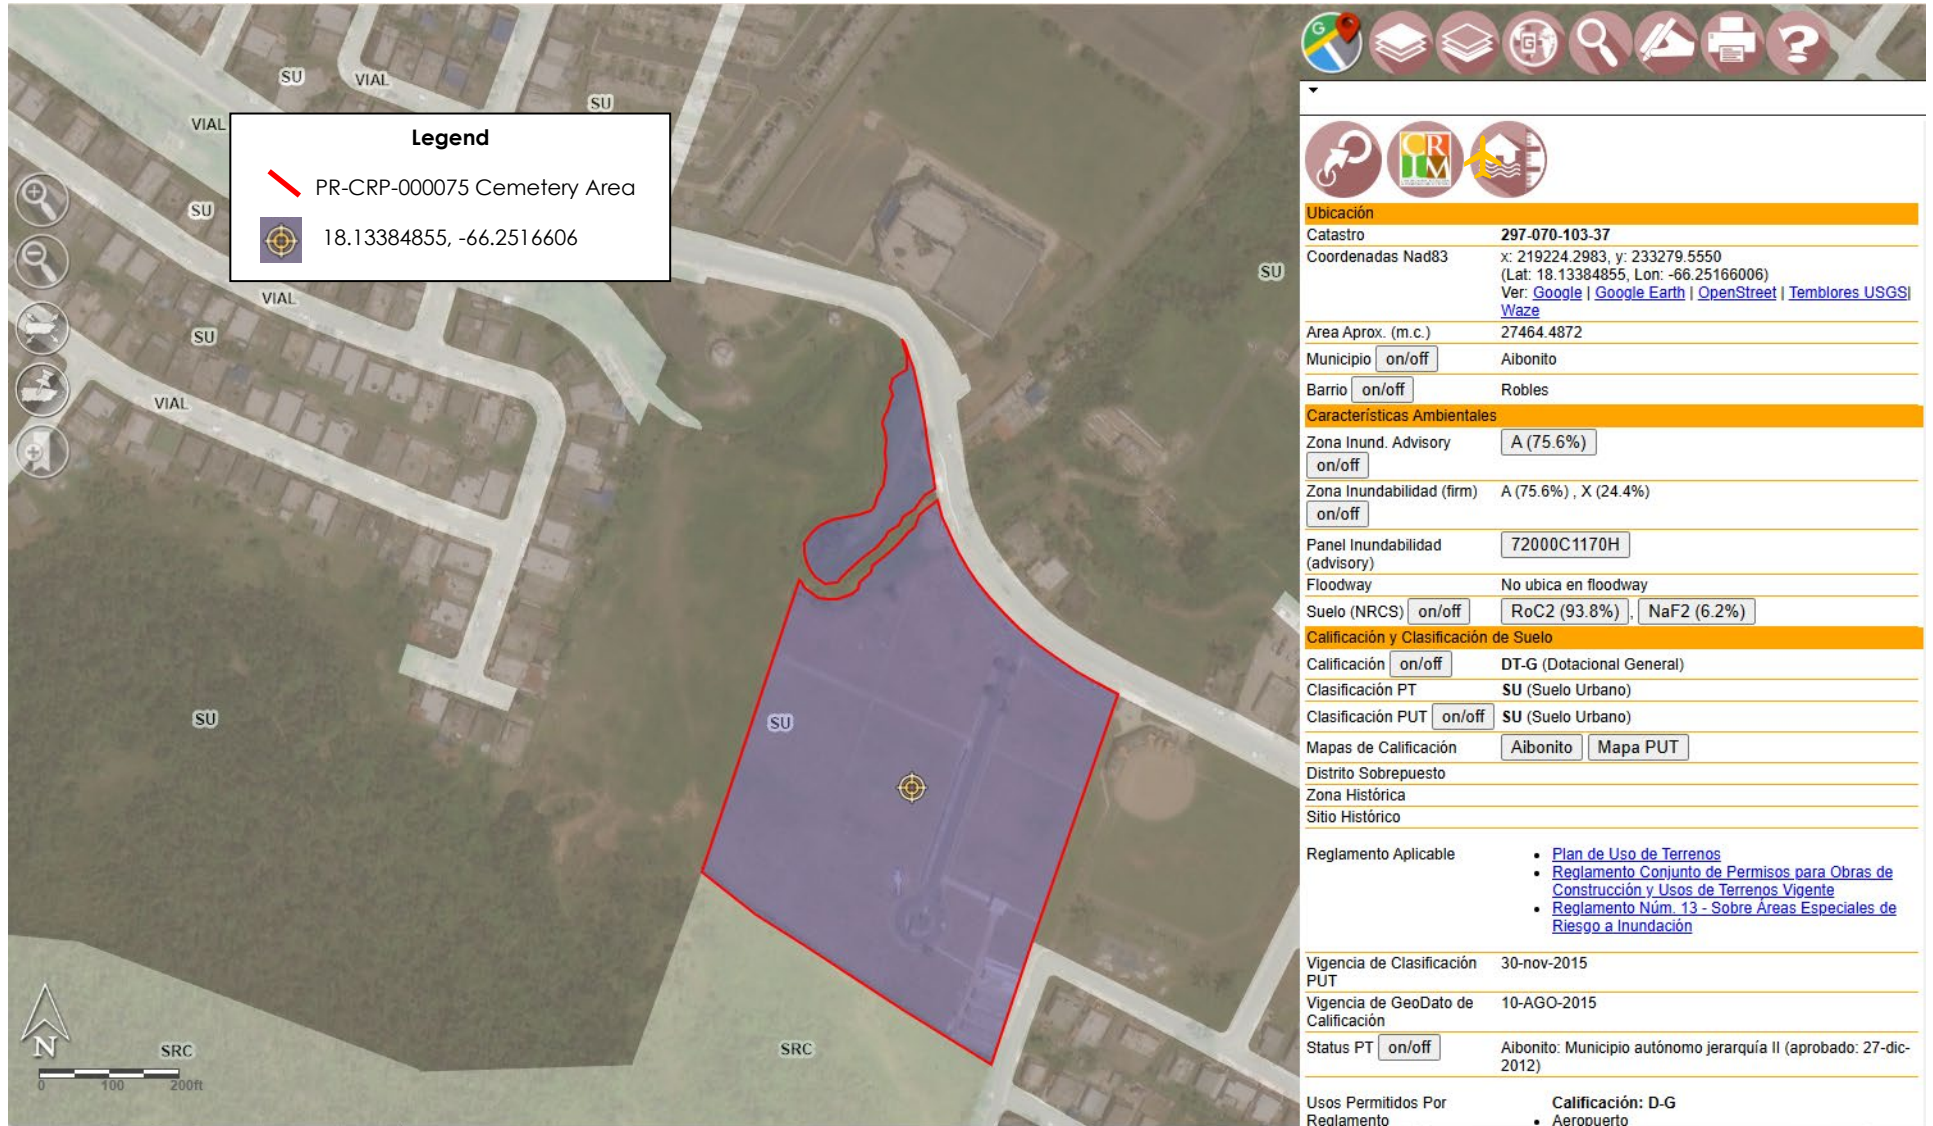 SU
VIAL
SU
VIAL
Legend
PR-CRP-000075 Cemetery Area
18.13384855, -66.2516606
SU
SU
VIAL
SU
VIAL
SU
SU
SRC
SRC
N
0 100 200ft
G
G
CR
IM
Ubicación
Catastro 297-070-103-37
Coordenadas Nad83 x: 219224.2983, y: 233279.5550
(Lat: 18.13384855, Lon: -66.25166006)
Ver: Google | Google Earth | OpenStreet | Temblores USGS|
Waze
Area Aprox. (m.c.) 27464.4872
Municipio on/off Aibonito
Barrio on/off Robles
Características Ambientales
Zona Inund. Advisory A (75.6%)
on/off
Zona Inundabilidad (firm) A (75.6%) , X (24.4%)
on/off
Panel Inundabilidad 72000C1170H
(advisory)
Floodway No ubica en floodway
Suelo (NRCS) on/off RoC2 (93.8%) , NaF2 (6.2%)
Calificación y Clasificación de Suelo
Calificación on/off DT-G (Dotacional General)
Clasificación PT SU (Suelo Urbano)
Clasificación PUT on/off SU (Suelo Urbano)
Mapas de Calificación Aibonito Mapa PUT
Distrito Sobrepuesto
Zona Histórica
Sitio Histórico
Reglamento Aplicable • Plan de Uso de Terrenos
• Reglamento Conjunto de Permisos para Obras de
Construcción y Usos de Terrenos Vigente
• Reglamento Núm. 13 - Sobre Áreas Especiales de
Riesgo a Inundación
Vigencia de Clasificación 30-nov-2015
PUT
Vigencia de GeoDato de 10-AGO-2015
Calificación
Status PT on/off Aibonito: Municipio autónomo jerarquía II (aprobado: 27-dic-
2012)
Usos Permitidos Por Calificación: D-G
Reglamento • Aeropuerto